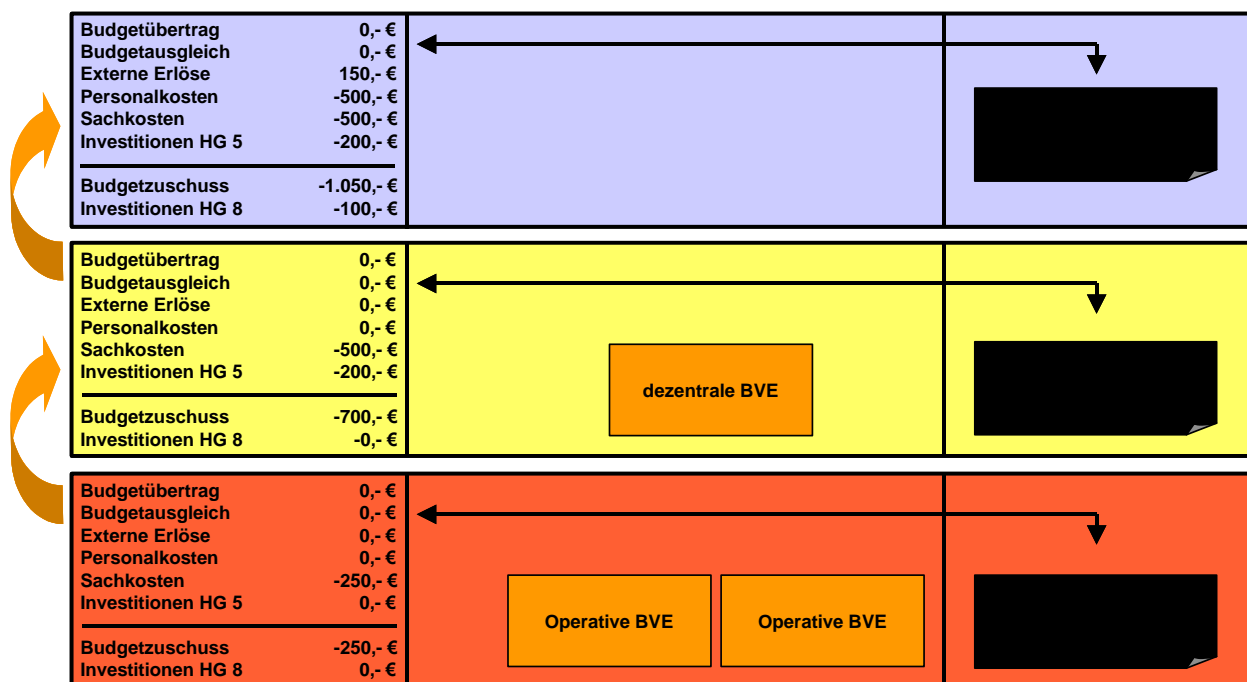 Budgetübertrag 0,- €
Budgetausgleich 0,- €
Externe Erlöse 150,- €
Personalkosten -500,- €
Sachkosten -500,- €
Investitionen HG 5 -200,- €
Budgetzuschuss -1.050,- €
Investitionen HG 8 -100,- €
Budgetübertrag 0,- €
Budgetausgleich 0,- €
Externe Erlöse 0,- €
Personalkosten 0,- €
Sachkosten -500,- €
Investitionen HG 5 -200,- €
Budgetzuschuss -700,- €
Investitionen HG 8 -0,- €
dezentrale BVE
Budgetübertrag 0,- €
Budgetausgleich 0,- €
Externe Erlöse 0,- €
Personalkosten 0,- €
Sachkosten -250,- €
Investitionen HG 5 0,- €
Budgetzuschuss -250,- €
Investitionen HG 8 0,- €
Operative BVE
Operative BVE